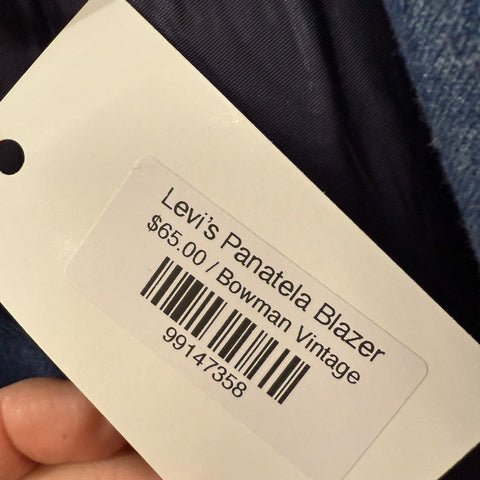 Levi's Panatela Blazer
$65.00 / Bowman Vintage
99147358